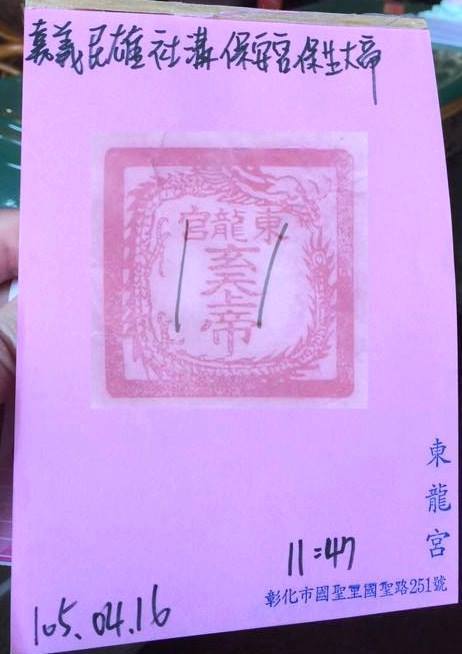 嘉義民雄社溝保安宮保生大帝
東龍宮
玄天上帝
東龍宮
11:47
彰化市國聖里國聖路251號
105.04.16